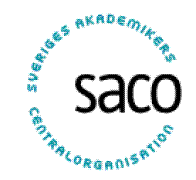 SVERIGES AKADEMIKERS
saco
CENTRALORGANISATION